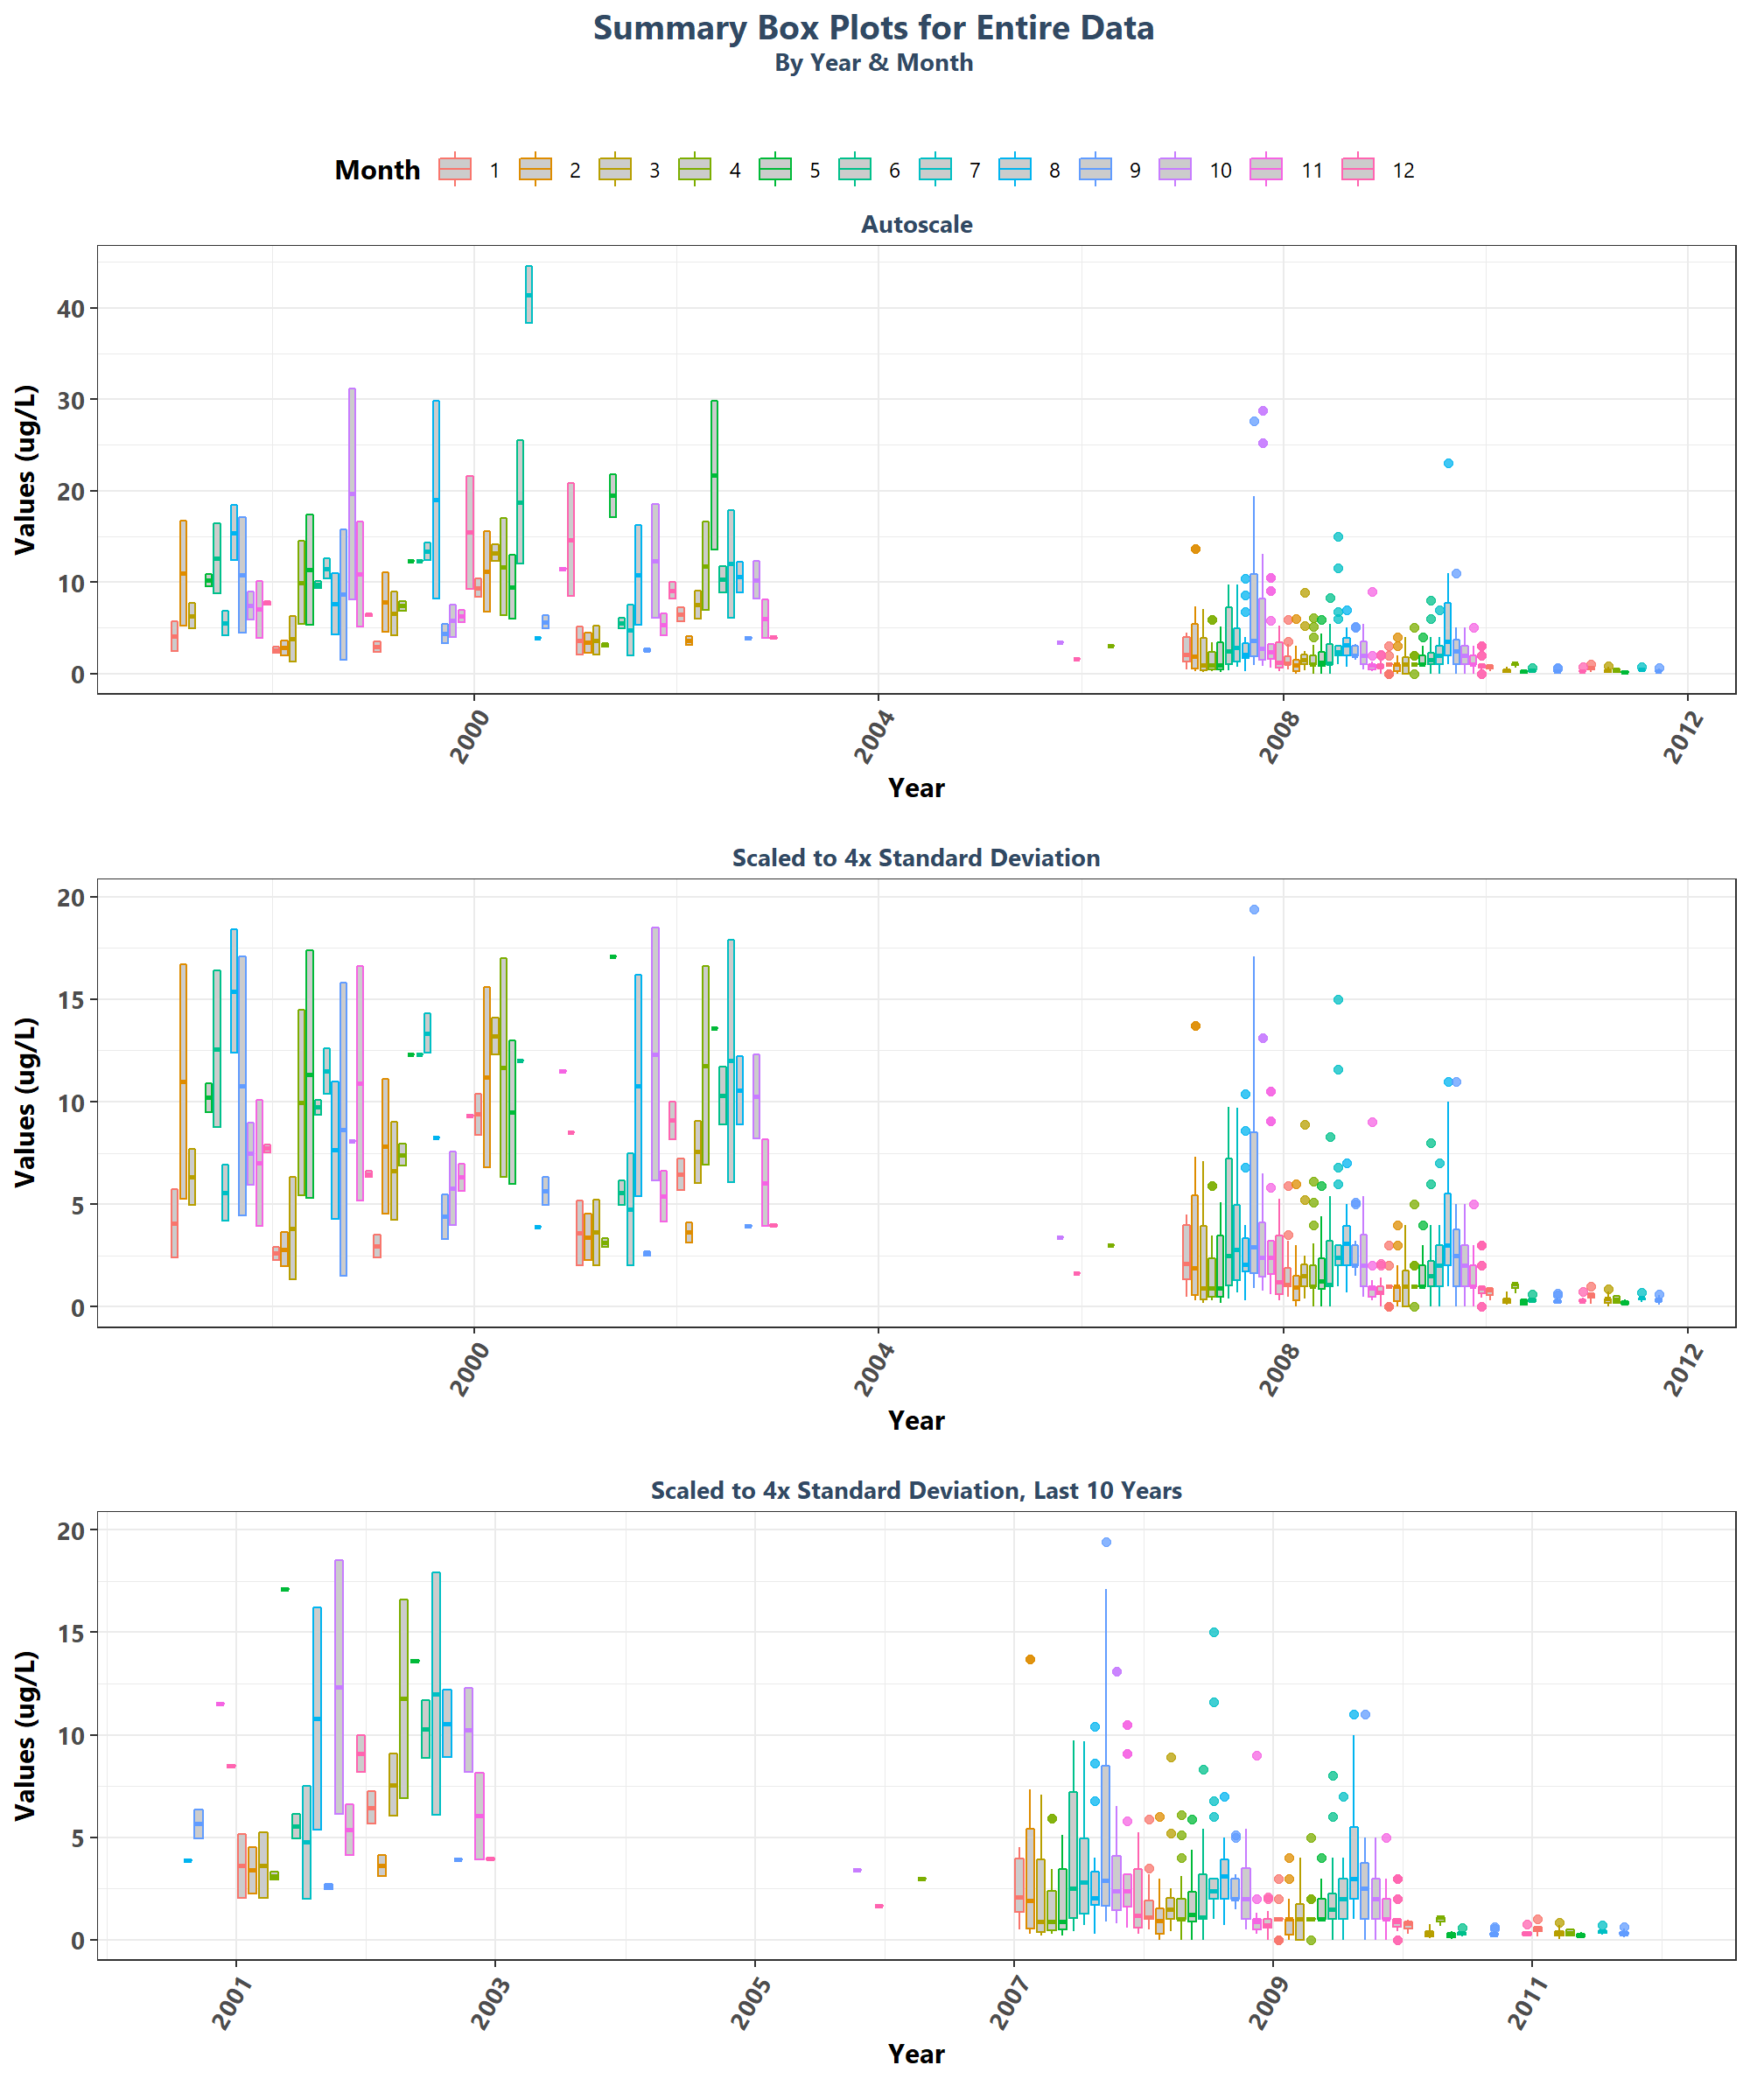 Summary Box Plots for Entire Data
By Year & Month
Month 1 2 3 4 5 6 7 8 9 10 11 12
Autoscale
Values (ug/L)
40
30
20
10
0
2000 2004 2008 2012
Year
Scaled to 4x Standard Deviation
Values (ug/L)
20
15
10
5
0
2000 2004 2008 2012
Year
Scaled to 4x Standard Deviation, Last 10 Years
Values (ug/L)
20
15
10
5
0
2001 2003 2005 2007 2009 2011
Year